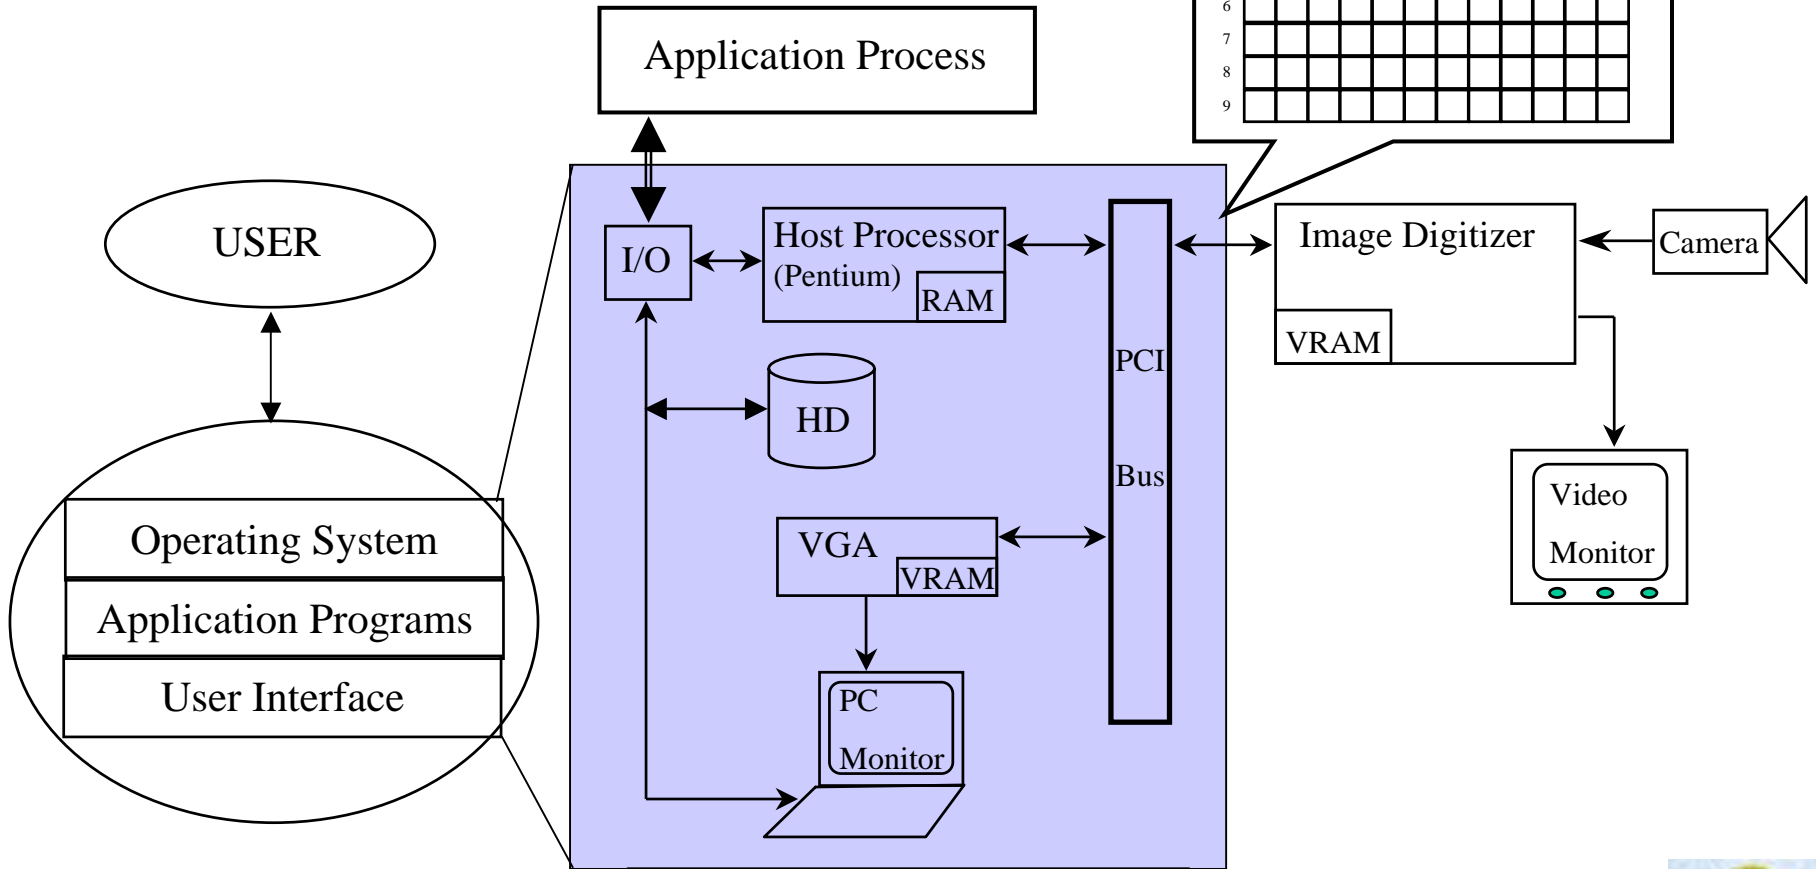 6
7
8
9
Application Process
USER
I/O
Host Processor
(Pentium)
RAM
Image Digitizer
VRAM
Camera
PCI
Bus
HD
VGA
VRAM
PC
Monitor
Video
Monitor
Operating System
Application Programs
User Interface